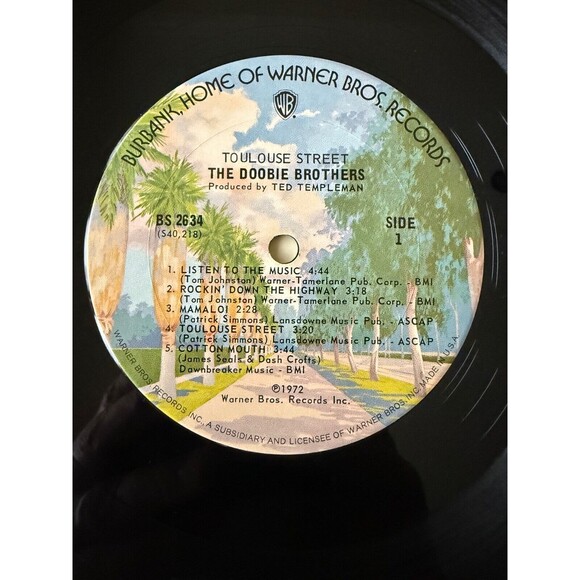 BURBANK, HOME OF WARNER BROS. RECORDS
WB
TOULOUSE STREET
THE DOOBIE BROTHERS
Produced by TED TEMPLEMAN
BS 2634
(S40,218)
SIDE
1
1. LISTEN TO THE MUSIC 4:44
(Tom Johnston) Warner-Tamerlane Pub. Corp. - BMI
2. ROCKIN' DOWN THE HIGHWAY 3:18
(Tom Johnston) Warner-Tamerlane Pub. Corp. - BMI
3. MAMALOI 2:28
(Patrick Simmons) Lansdowne Music Pub. - ASCAP
4. TOULOUSE STREET 3:20
(Patrick Simmons) Lansdowne Music Pub. - ASCAP
5. COTTON MOUTH 3:44
(James Seals & Dash Crofts)
Dawnbreaker Music - BMI
℗1972
Warner Bros. Records Inc.
WARNER BROS. RECORDS INC., A SUBSIDIARY AND LICENSEE OF WARNER BROS. INC. MADE IN U.S.A